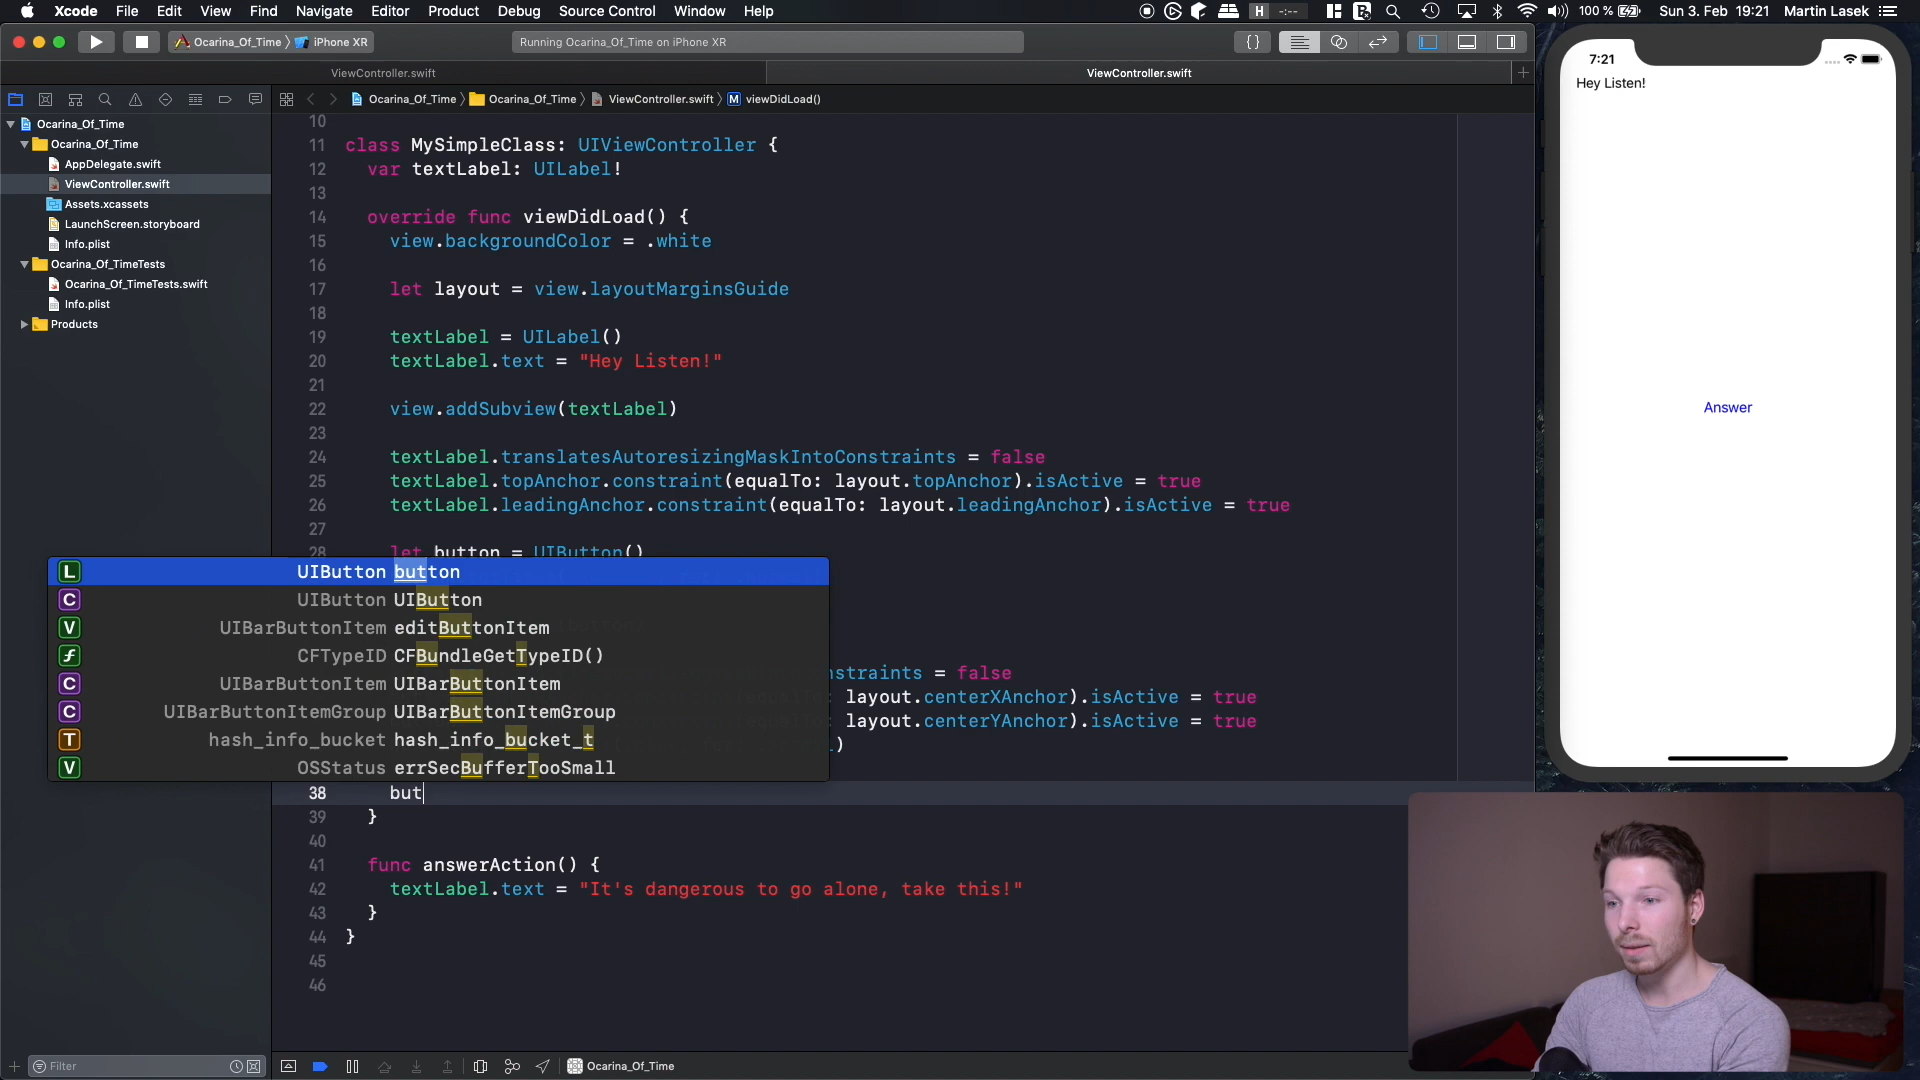 Xcode File Edit View Find Navigate Editor Product Debug Source Control Window Help
H -:-- 100 % Sun 3. Feb 19:21 Martin Lasek
Ocarina_Of_Time iPhone XR
Running Ocarina_Of_Time on iPhone XR
ViewController.swift
ViewController.swift
Ocarina_Of_Time Ocarina_Of_Time ViewController.swift M viewDidLoad()
Ocarina_Of_Time
Ocarina_Of_Time
AppDelegate.swift
ViewController.swift
Assets.xcassets
LaunchScreen.storyboard
Info.plist
Ocarina_Of_TimeTests
Ocarina_Of_TimeTests.swift
Info.plist
Products
10
11 class MySimpleClass: UIViewController {
12 var textLabel: UILabel!
13
14 override func viewDidLoad() {
15 view.backgroundColor = .white
16
17 let layout = view.layoutMarginsGuide
18
19 textLabel = UILabel()
20 textLabel.text = "Hey Listen!"
21
22 view.addSubview(textLabel)
23
24 textLabel.translatesAutoresizingMaskIntoConstraints = false
25 textLabel.topAnchor.constraint(equalTo: layout.topAnchor).isActive = true
26 textLabel.leadingAnchor.constraint(equalTo: layout.leadingAnchor).isActive = true
27
28 let button = UIButton()
L UIButton button
C UIButton UIButton
V UIBarButtonItem editButtonItem
f CFTypeID CFBundleGetTypeID()
C UIBarButtonItem UIBarButtonItem
C UIBarButtonItemGroup UIBarButtonItemGroup
T hash_info_bucket hash_info_bucket_t
V OSStatus errSecBufferTooSmall
nstraints = false
layout.centerXAnchor).isActive = true
layout.centerYAnchor).isActive = true
)
38 but
39 }
40
41 func answerAction() {
42 textLabel.text = "It's dangerous to go alone, take this!"
43 }
44 }
45
46
Filter
Ocarina_Of_Time
7:21
Hey Listen!
Answer